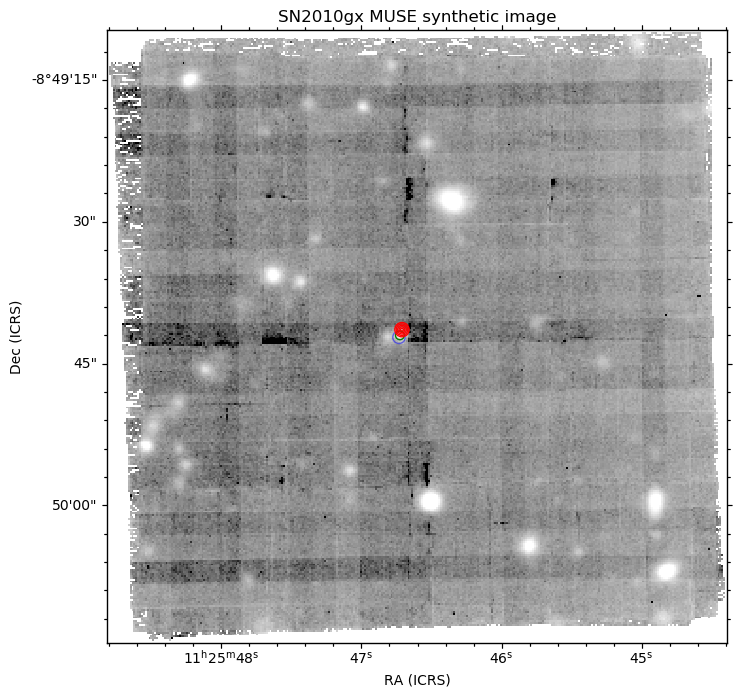 SN2010gx MUSE synthetic image
-8°49'15"
30"
45"
50'00"
Dec (ICRS)
11ʰ25ᵐ48ˢ
47ˢ
46ˢ
45ˢ
RA (ICRS)